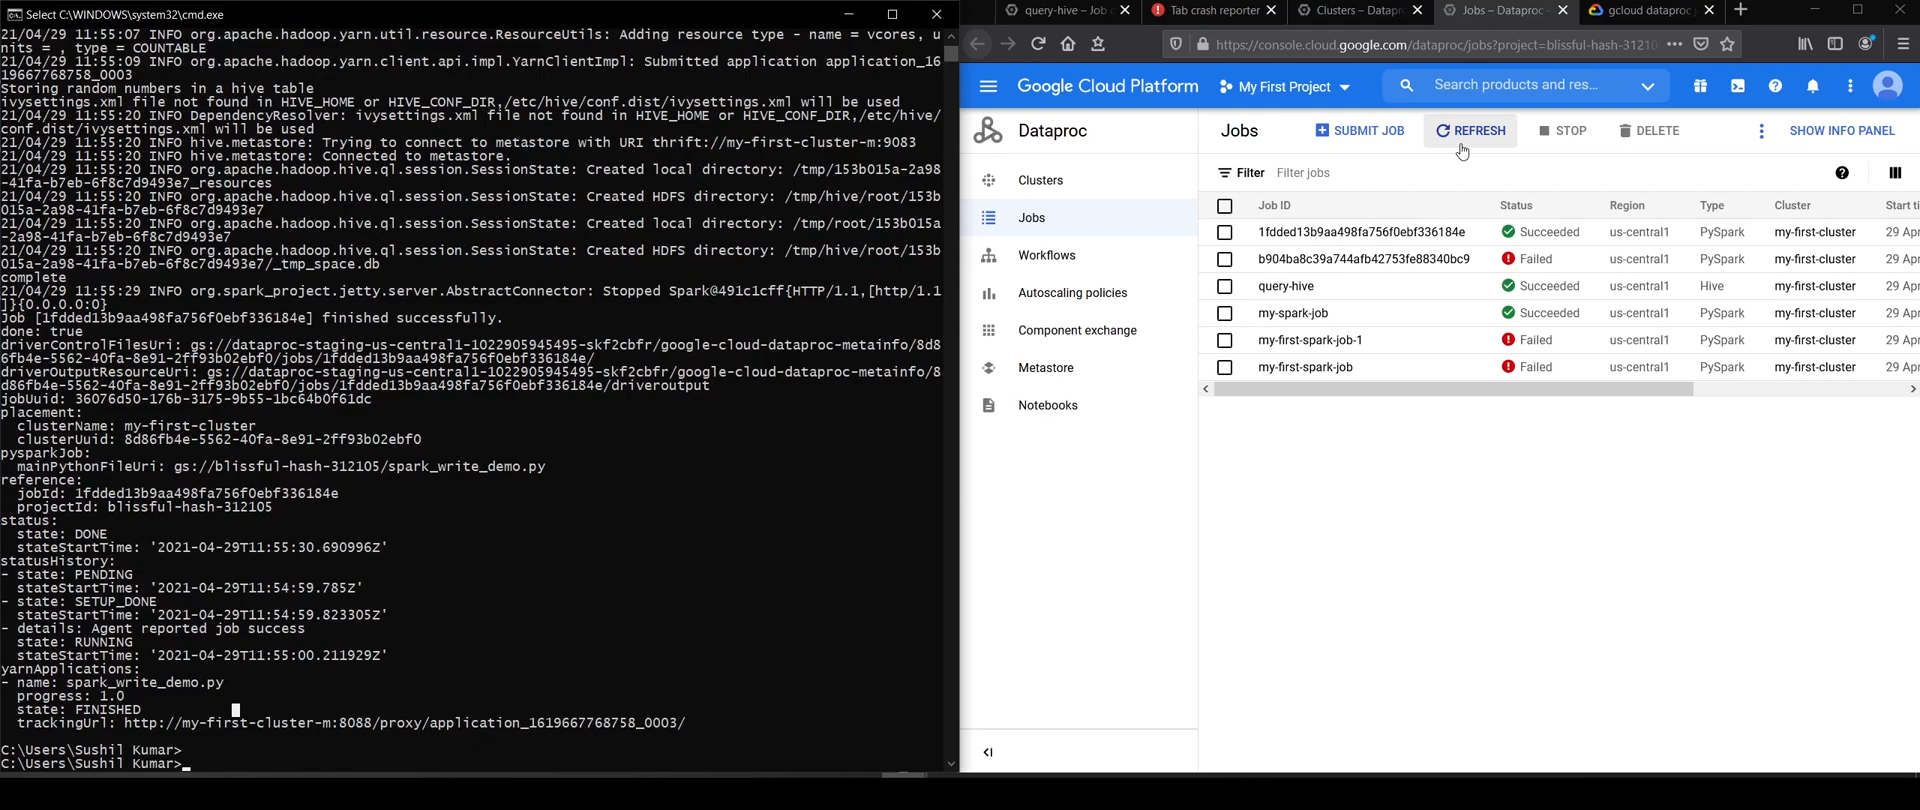 Select C:\WINDOWS\system32\cmd.exe
21/04/29 11:55:07 INFO org.apache.hadoop.yarn.util.resource.ResourceUtils: Adding resource type - name = vcores, u
nits = , type = COUNTABLE
21/04/29 11:55:09 INFO org.apache.hadoop.yarn.client.api.impl.YarnClientImpl: Submitted application application_16
19667768758_0003
Storing random numbers in a hive table
ivysettings.xml file not found in HIVE_HOME or HIVE_CONF_DIR,/etc/hive/conf.dist/ivysettings.xml will be used
21/04/29 11:55:20 INFO DependencyResolver: ivysettings.xml file not found in HIVE_HOME or HIVE_CONF_DIR,/etc/hive/
conf.dist/ivysettings.xml will be used
21/04/29 11:55:20 INFO hive.metastore: Trying to connect to metastore with URI thrift://my-first-cluster-m:9083
21/04/29 11:55:20 INFO hive.metastore: Connected to metastore.
21/04/29 11:55:20 INFO org.apache.hadoop.hive.ql.session.SessionState: Created local directory: /tmp/153b015a-2a98
-41fa-b7eb-6f8c7d9493e7_resources
21/04/29 11:55:20 INFO org.apache.hadoop.hive.ql.session.SessionState: Created HDFS directory: /tmp/hive/root/153b
015a-2a98-41fa-b7eb-6f8c7d9493e7
21/04/29 11:55:20 INFO org.apache.hadoop.hive.ql.session.SessionState: Created local directory: /tmp/root/153b015a
-2a98-41fa-b7eb-6f8c7d9493e7
21/04/29 11:55:20 INFO org.apache.hadoop.hive.ql.session.SessionState: Created HDFS directory: /tmp/hive/root/153b
015a-2a98-41fa-b7eb-6f8c7d9493e7/_tmp_space.db
complete
21/04/29 11:55:29 INFO org.spark_project.jetty.server.AbstractConnector: Stopped Spark@491c1cff{HTTP/1.1,[http/1.1
]}{0.0.0.0:0}
Job [1fdded13b9aa498fa756f0ebf336184e] finished successfully.
done: true
driverControlFilesUri: gs://dataproc-staging-us-central1-1022905945495-skf2cbfr/google-cloud-dataproc-metainfo/8d8
6fb4e-5562-40fa-8e91-2ff93b02ebf0/jobs/1fdded13b9aa498fa756f0ebf336184e/
driverOutputResourceUri: gs://dataproc-staging-us-central1-1022905945495-skf2cbfr/google-cloud-dataproc-metainfo/8
d86fb4e-5562-40fa-8e91-2ff93b02ebf0/jobs/1fdded13b9aa498fa756f0ebf336184e/driveroutput
jobUuid: 36076d50-176b-3175-9b55-1bc64b0f61dc
placement:
clusterName: my-first-cluster
clusterUuid: 8d86fb4e-5562-40fa-8e91-2ff93b02ebf0
pysparkJob:
mainPythonFileUri: gs://blissful-hash-312105/spark_write_demo.py
reference:
jobId: 1fdded13b9aa498fa756f0ebf336184e
projectId: blissful-hash-312105
status:
state: DONE
stateStartTime: '2021-04-29T11:55:30.690996Z'
statusHistory:
- state: PENDING
stateStartTime: '2021-04-29T11:54:59.785Z'
- state: SETUP_DONE
stateStartTime: '2021-04-29T11:54:59.823305Z'
- details: Agent reported job success
state: RUNNING
stateStartTime: '2021-04-29T11:55:00.211929Z'
yarnApplications:
- name: spark_write_demo.py
progress: 1.0
state: FINISHED
trackingUrl: http://my-first-cluster-m:8088/proxy/application_1619667768758_0003/
C:\Users\Sushil Kumar>
C:\Users\Sushil Kumar>
query-hive – Job Tab crash reporter Clusters – Datapr Jobs – Dataproc gcloud dataproc
https://console.cloud.google.com/dataproc/jobs?project=blissful-hash-31210
Google Cloud Platform My First Project Search products and res...
Dataproc
Clusters
Jobs
Workflows
Autoscaling policies
Component exchange
Metastore
Notebooks
Jobs SUBMIT JOB REFRESH STOP DELETE SHOW INFO PANEL
Filter Filter jobs
Job ID Status Region Type Cluster Start ti
1fdded13b9aa498fa756f0ebf336184e Succeeded us-central1 PySpark my-first-cluster 29 Apr
b904ba8c39a744afb42753fe88340bc9 Failed us-central1 PySpark my-first-cluster 29 Apr
query-hive Succeeded us-central1 Hive my-first-cluster 29 Apr
my-spark-job Succeeded us-central1 PySpark my-first-cluster 29 Apr
my-first-spark-job-1 Failed us-central1 PySpark my-first-cluster 29 Apr
my-first-spark-job Failed us-central1 PySpark my-first-cluster 29 Apr